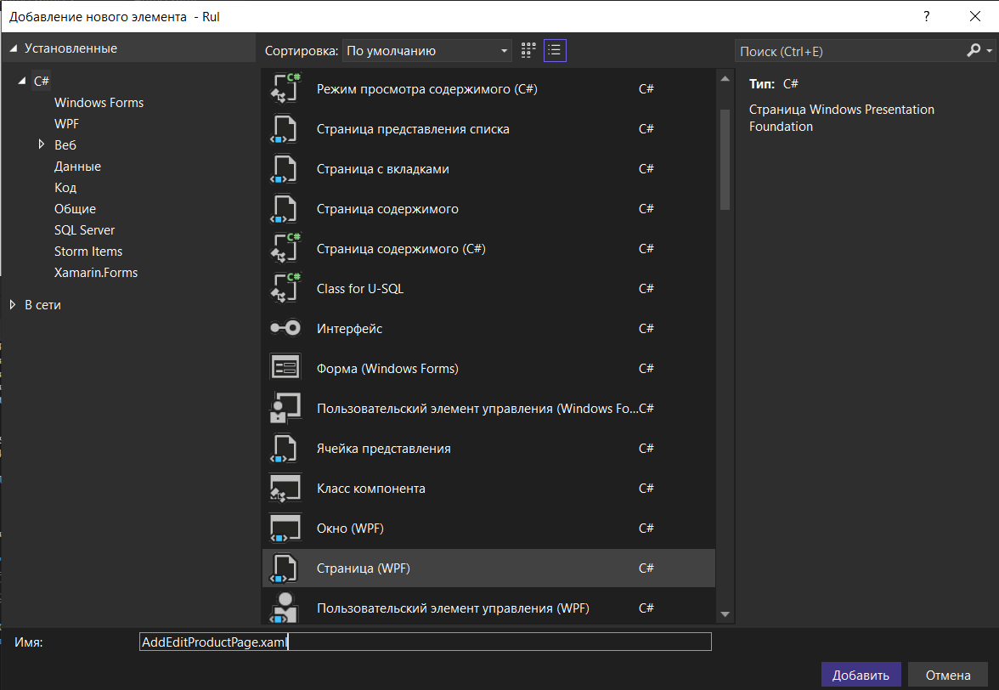 Добавление нового элемента - Rul
?
Установленные
C#
Windows Forms
WPF
Веб
Данные
Код
Общие
SQL Server
Storm Items
Xamarin.Forms
В сети
Сортировка: По умолчанию
Режим просмотра содержимого (C#) C#
Страница представления списка C#
Страница с вкладками C#
Страница содержимого C#
Страница содержимого (C#) C#
Class for U-SQL C#
Интерфейс C#
Форма (Windows Forms) C#
Пользовательский элемент управления (Windows Fo... C#
Ячейка представления C#
Класс компонента C#
Окно (WPF) C#
Страница (WPF) C#
Пользовательский элемент управления (WPF) C#
Поиск (Ctrl+E)
Тип: C#
Страница Windows Presentation
Foundation
Имя: AddEditProductPage.xaml
Добавить Отмена